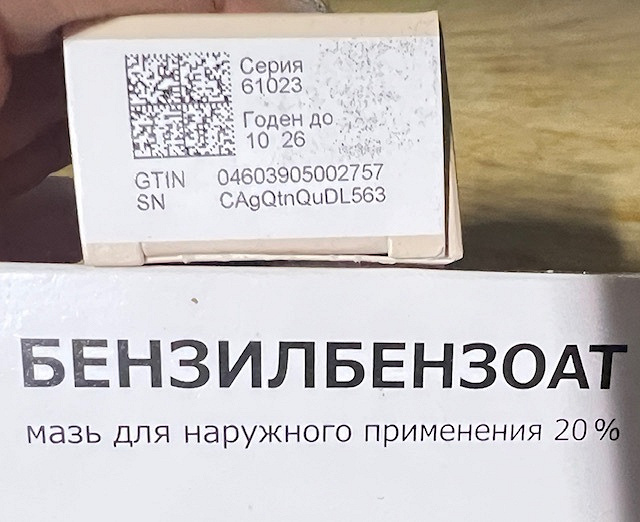 Серия
61023
Годен до
10 26
GTIN 04603905002757
SN CAgQtnQuDL563
БЕНЗИЛБЕНЗОАТ
мазь для наружного применения 20%